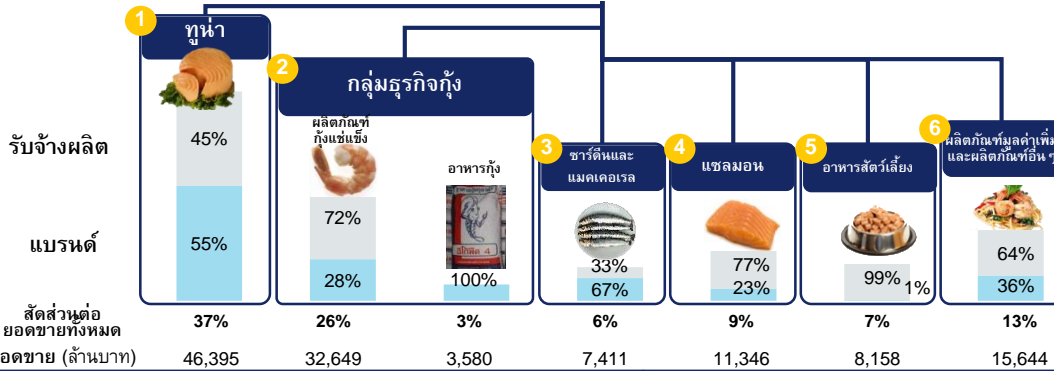 1
ทูน่า
2
กลุ่มธุรกิจกุ้ง
ผลิตภัณฑ์
กุ้งแช่แข็ง
อาหารกุ้ง
3
ซาร์ดีนและ
แมคเคอเรล
4
แซลมอน
5
อาหารสัตว์เลี้ยง
6
ผลิตภัณฑ์มูลค่าเพิ่ม
และผลิตภัณฑ์อื่น ๆ
รับจ้างผลิต
45%
72%
33%
77%
99%
64%
แบรนด์
55%
28%
100%
67%
23%
1%
36%
สัดส่วนต่อ
ยอดขายทั้งหมด
37% 26% 3% 6% 9% 7% 13%
อดขาย (ล้านบาท) 46,395 32,649 3,580 7,411 11,346 8,158 15,644